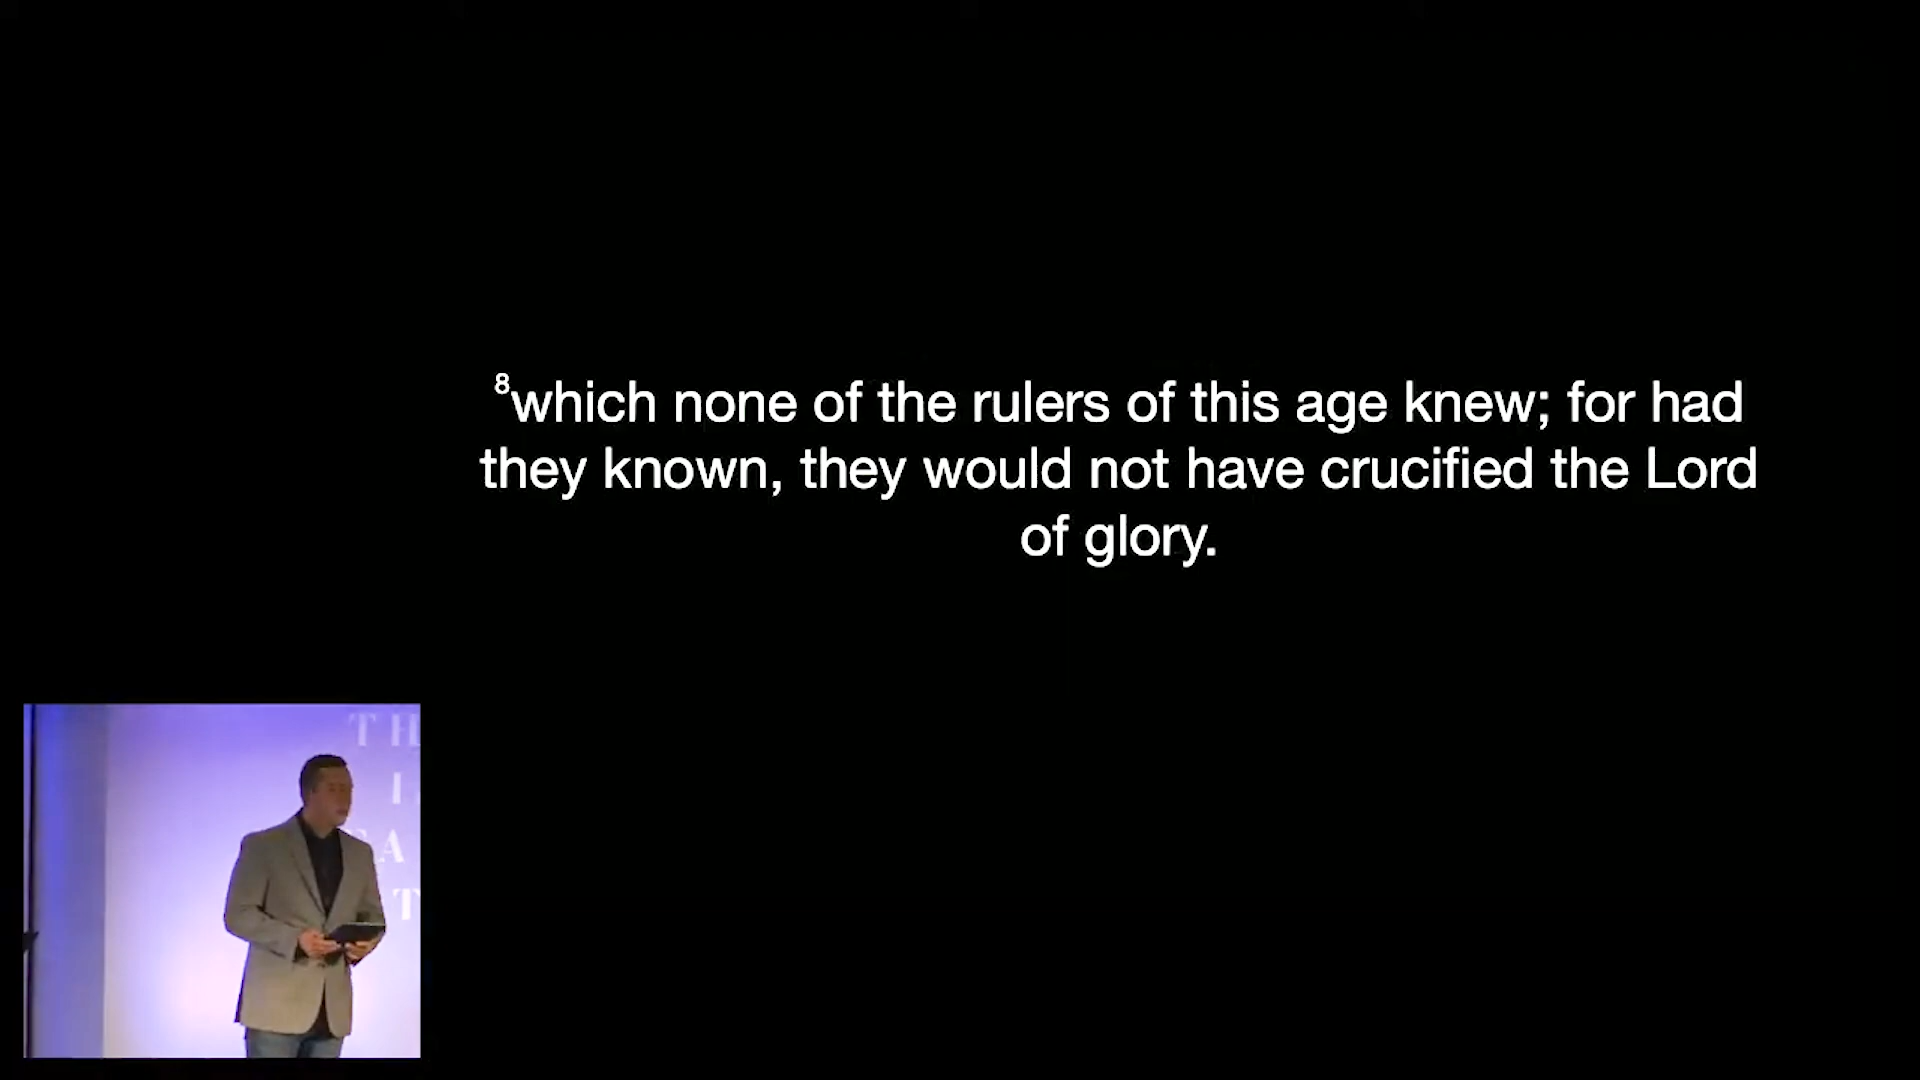 ⁸which none of the rulers of this age knew; for had
they known, they would not have crucified the Lord
of glory.
TH